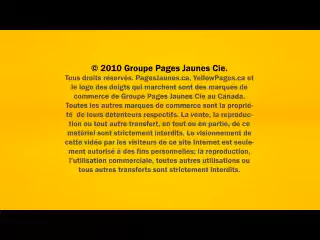 © 2010 Groupe Pages Jaunes Cie.
Tous droits réservés. PagesJaunes.ca, YellowPages.ca et
le logo des doigts qui marchent sont des marques de
commerce de Groupe Pages Jaunes Cie au Canada.
Toutes les autres marques de commerce sont la proprié-
té de leurs détenteurs respectifs. La vente, la reproduc-
tion ou tout autre transfert, en tout ou en partie, de ce
matériel sont strictement interdits. Le visionnement de
cette vidéo par les visiteurs de ce site Internet est seule-
ment autorisé à des fins personnelles; la reproduction,
l'utilisation commerciale, toutes autres utilisations ou
tous autres transferts sont strictement interdits.